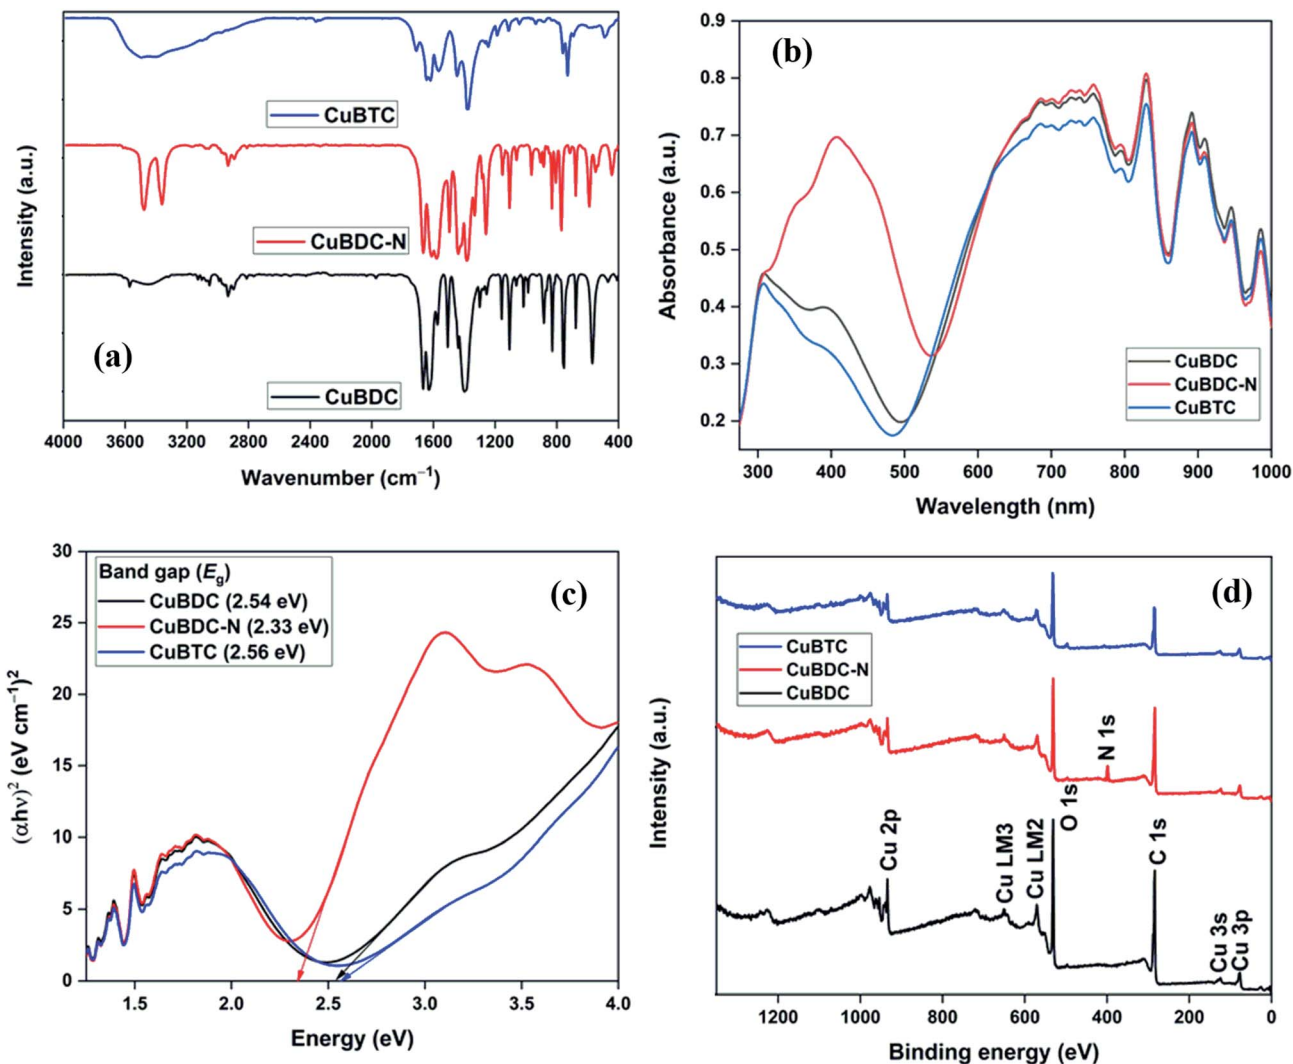 (a)
CuBTC
CuBDC-N
CuBDC
Intensity (a.u.)
4000 3600 3200 2800 2400 2000 1600 1200 800 400
Wavenumber (cm⁻¹)
(b)
0.9
0.8
0.7
0.6
0.5
0.4
0.3
0.2
Absorbance (a.u.)
CuBDC
CuBDC-N
CuBTC
300 400 500 600 700 800 900 1000
Wavelength (nm)
30
25
20
15
10
5
0
(αhν)² (eV cm⁻¹)²
Band gap (Eg)
CuBDC (2.54 eV)
CuBDC-N (2.33 eV)
CuBTC (2.56 eV)
(c)
1.5 2.0 2.5 3.0 3.5 4.0
Energy (eV)
(d)
CuBTC
CuBDC-N
CuBDC
Intensity (a.u.)
Cu 2p
Cu LM3
Cu LM2
O 1s
N 1s
C 1s
Cu 3s
Cu 3p
1200 1000 800 600 400 200 0
Binding energy (eV)